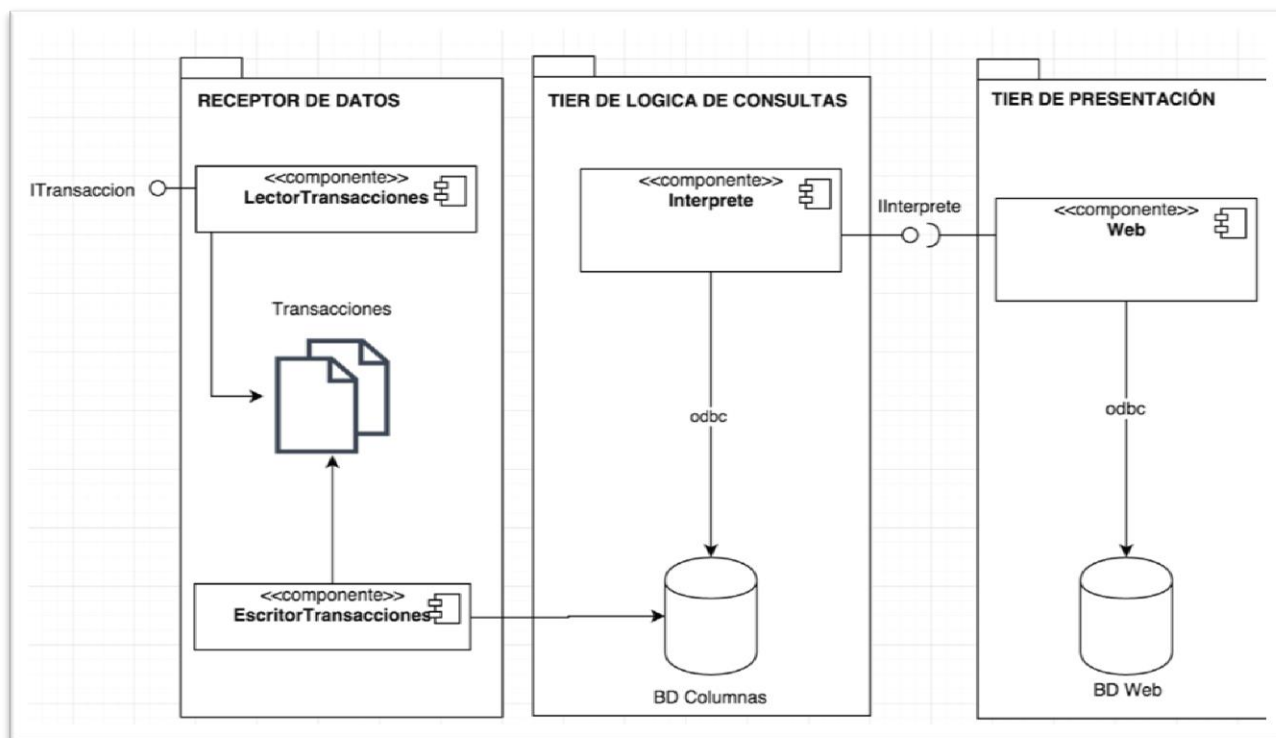 RECEPTOR DE DATOS
ITransaccion
<<componente>>
LectorTransacciones
Transacciones
<<componente>>
EscritorTransacciones
TIER DE LOGICA DE CONSULTAS
<<componente>>
Interprete
IInterprete
odbc
BD Columnas
TIER DE PRESENTACIÓN
<<componente>>
Web
odbc
BD Web